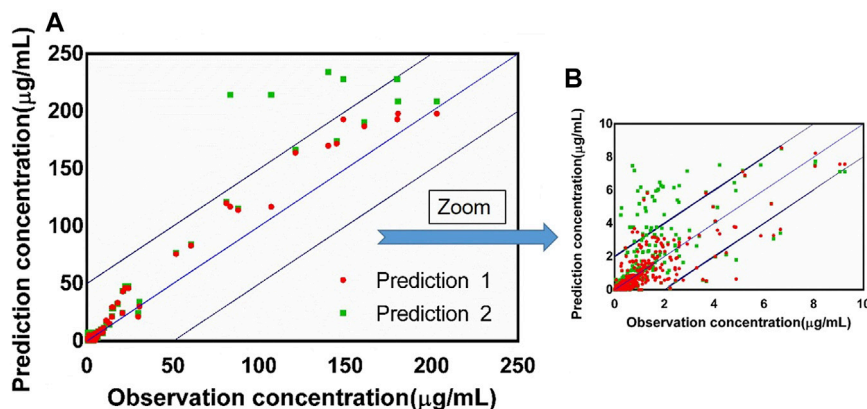 A
Prediction concentration(μg/mL)
250
200
150
100
50
0
0 50 100 150 200 250
Observation concentration(μg/mL)
Zoom
Prediction 1
Prediction 2
B
Prediction concentration(μg/mL)
10
8
6
4
2
0
0 2 4 6 8 10
Observation concentration(μg/mL)